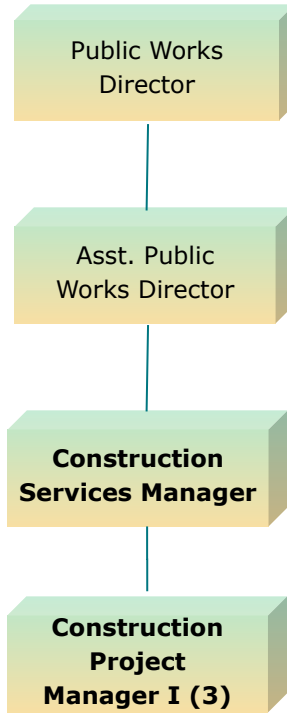 Public Works
Director
Asst. Public
Works Director
Construction
Services Manager
Construction
Project
Manager I (3)